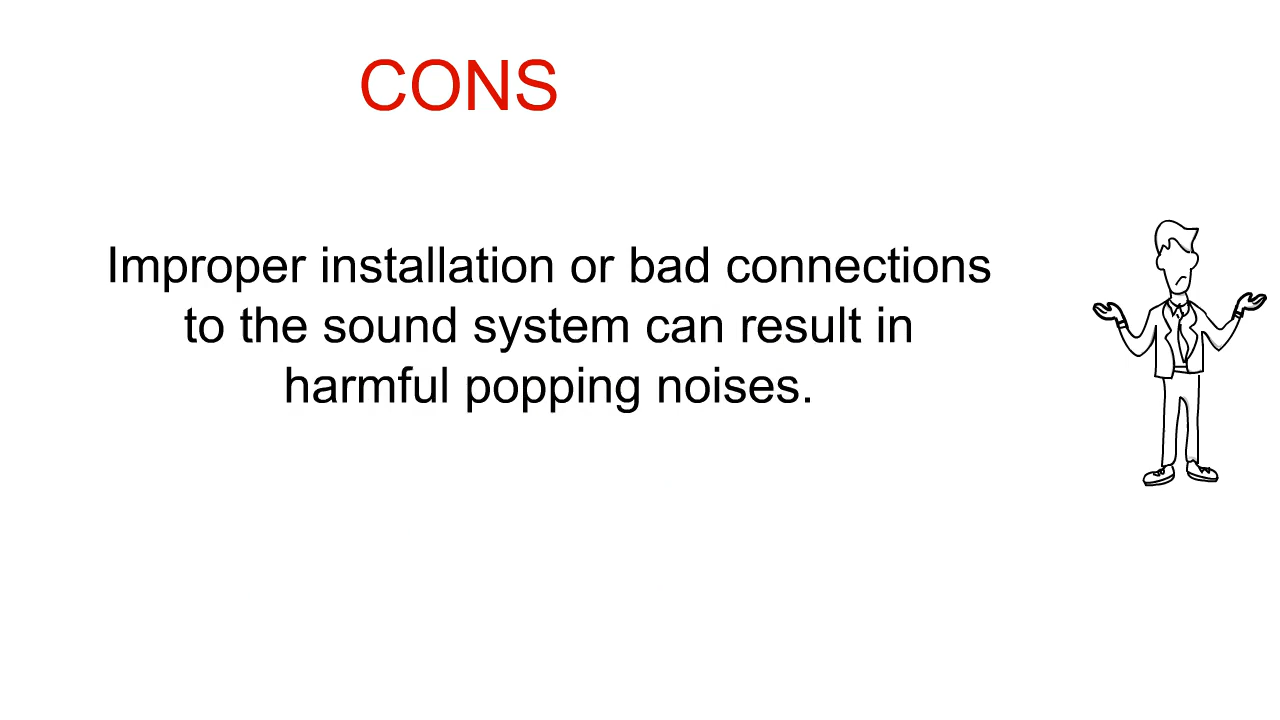 CONS
Improper installation or bad connections
to the sound system can result in
harmful popping noises.